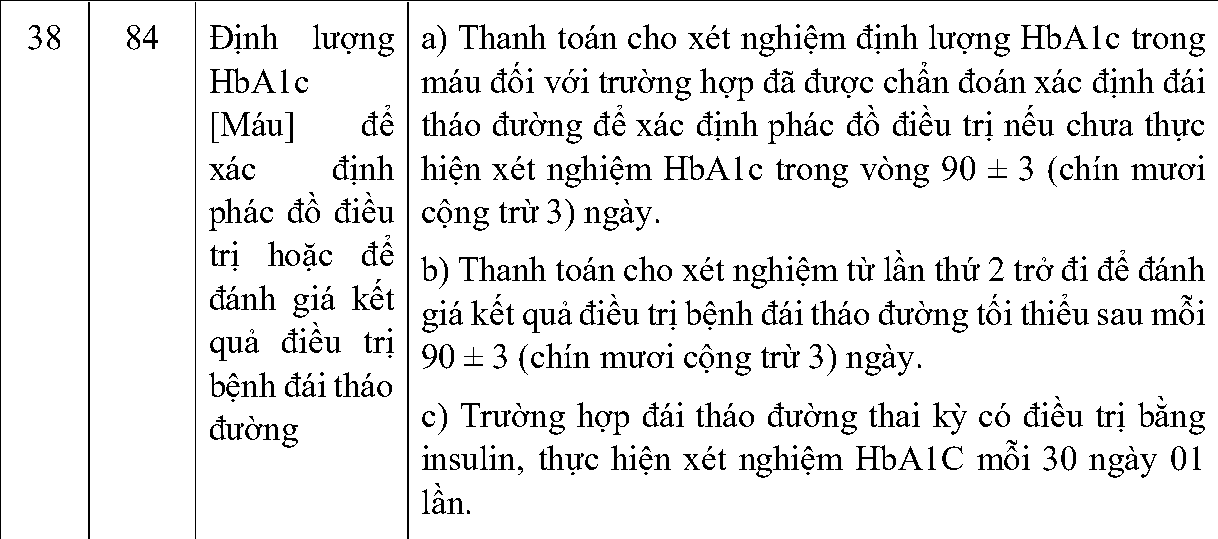 38
84
Định lượng
HbA1c
[Máu] để
xác định
phác đồ điều
trị hoặc để
đánh giá kết
quả điều trị
bệnh đái tháo
đường
a) Thanh toán cho xét nghiệm định lượng HbA1c trong
máu đối với trường hợp đã được chẩn đoán xác định đái
tháo đường để xác định phác đồ điều trị nếu chưa thực
hiện xét nghiệm HbA1c trong vòng 90 ± 3 (chín mươi
cộng trừ 3) ngày.
b) Thanh toán cho xét nghiệm từ lần thứ 2 trở đi để đánh
giá kết quả điều trị bệnh đái tháo đường tối thiểu sau mỗi
90 ± 3 (chín mươi cộng trừ 3) ngày.
c) Trường hợp đái tháo đường thai kỳ có điều trị bằng
insulin, thực hiện xét nghiệm HbA1C mỗi 30 ngày 01
lần.